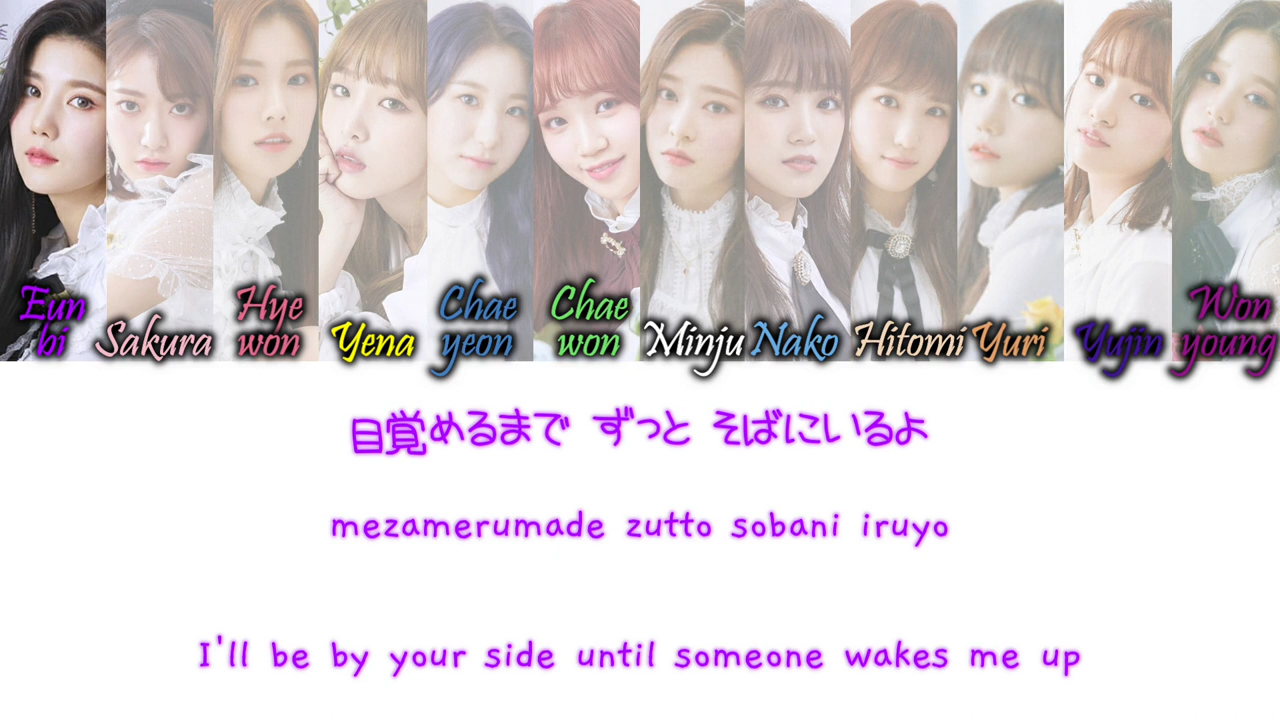 Eun bi
Sakura
Hye won
Yena
Chae yeon
Chae won
Minju
Nako
Hitomi
Yuri
Yujin
Won young
目覚めるまで ずっと そばにいるよ
mezamerumade zutto sobani iruyo
I'll be by your side until someone wakes me up